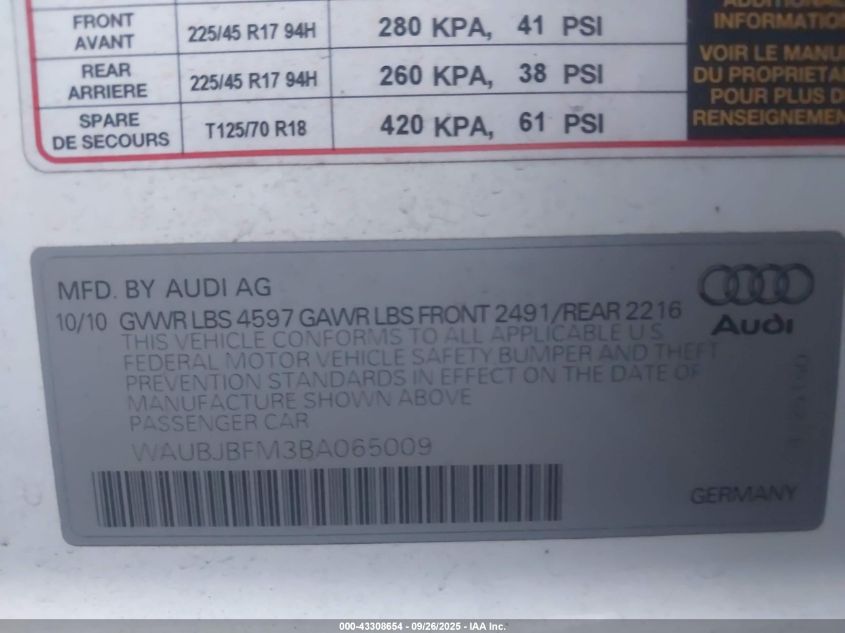 ADDITIONAL
INFORMATION
FRONT
AVANT
225/45 R17 94H
280 KPA, 41 PSI
REAR
ARRIERE
225/45 R17 94H
260 KPA, 38 PSI
SPARE
DE SECOURS
T125/70 R18
420 KPA, 61 PSI
VOIR LE MANU
DU PROPRIETA
POUR PLUS D
RENSEIGNEMEN
MFD. BY AUDI AG
10/10 GVWR LBS 4597 GAWR LBS FRONT 2491/REAR 2216
THIS VEHICLE CONFORMS TO ALL APPLICABLE U.S.
FEDERAL MOTOR VEHICLE SAFETY BUMPER AND THEFT
PREVENTION STANDARDS IN EFFECT ON THE DATE OF
MANUFACTURE SHOWN ABOVE
PASSENGER CAR
WAUBJBFM3BA065009
Audi
GERMANY
000-43308654 - 09/26/2025 - IAA Inc.